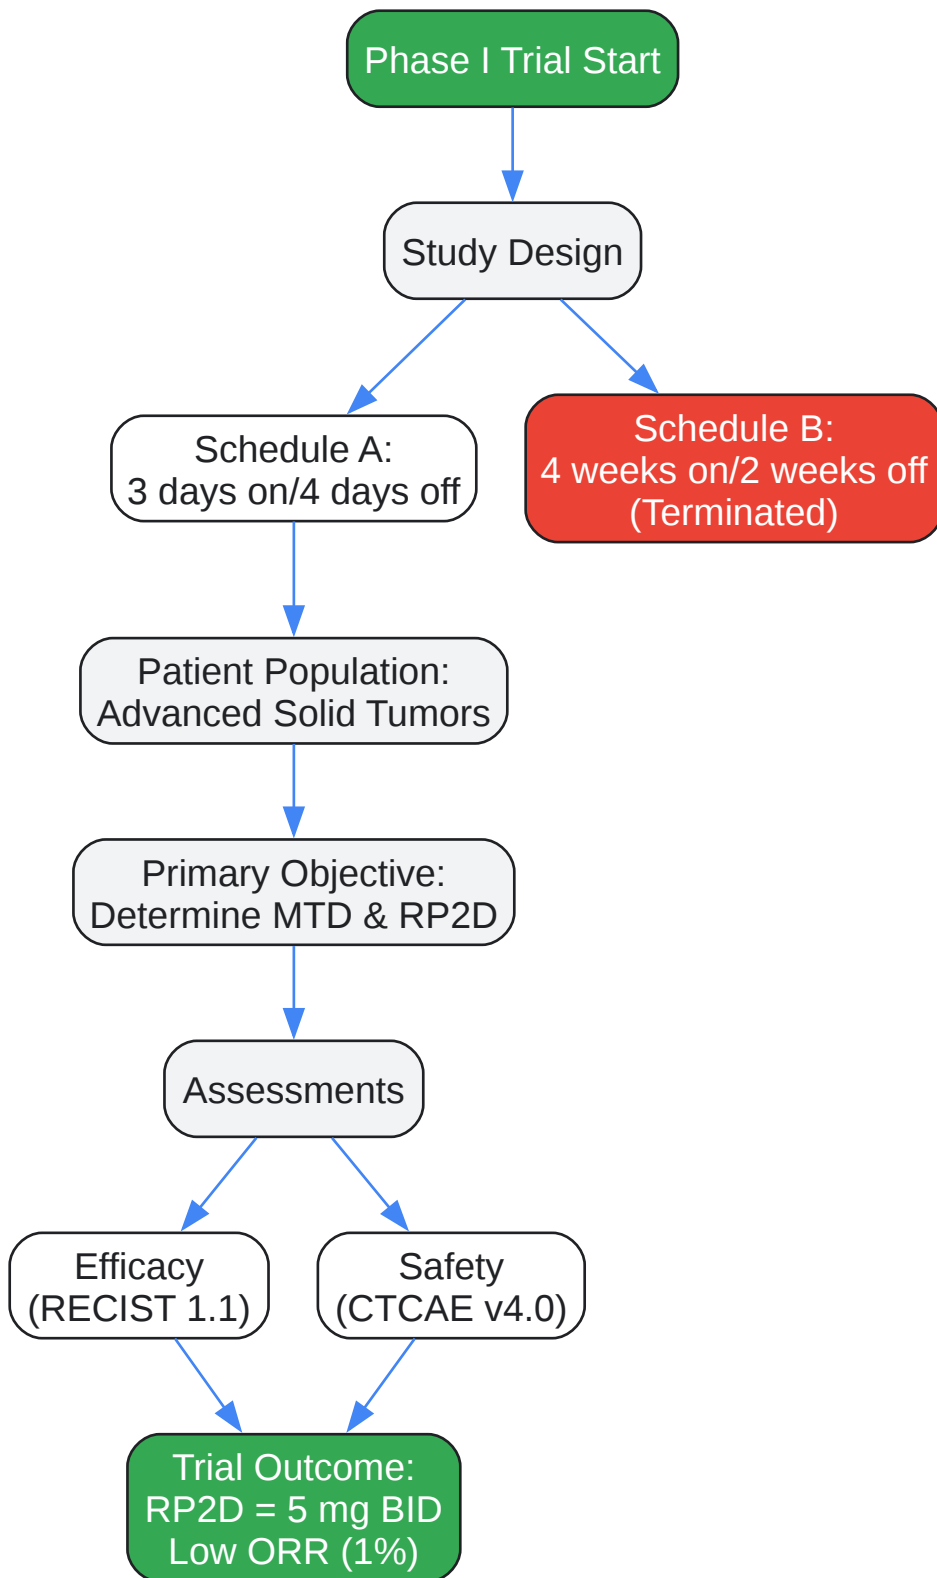 Phase I Trial Start
Study Design
Schedule A:
3 days on/4 days off
Schedule B:
4 weeks on/2 weeks off
(Terminated)
Patient Population:
Advanced Solid Tumors
Primary Objective:
Determine MTD & RP2D
Assessments
Efficacy
(RECIST 1.1)
Safety
(CTCAE v4.0)
Trial Outcome:
RP2D = 5 mg BID
Low ORR (1%)